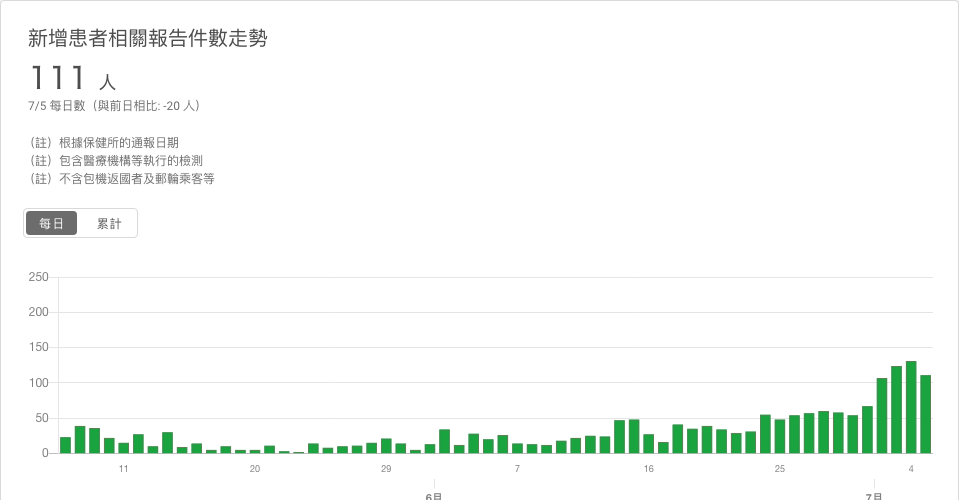 新增患者相關報告件數走勢
111 人
7/5 每日數（與前日相比: -20 人）
（註）根據保健所的通報日期
（註）包含醫療機構等執行的檢測
（註）不含包機返國者及郵輪乘客等
每日 累計
250
200
150
100
50
0
11 20 29 7 16 25 4
6月 7月